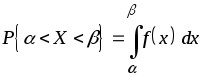 P{ α < X < β } = ∫_α^β f( x ) dx